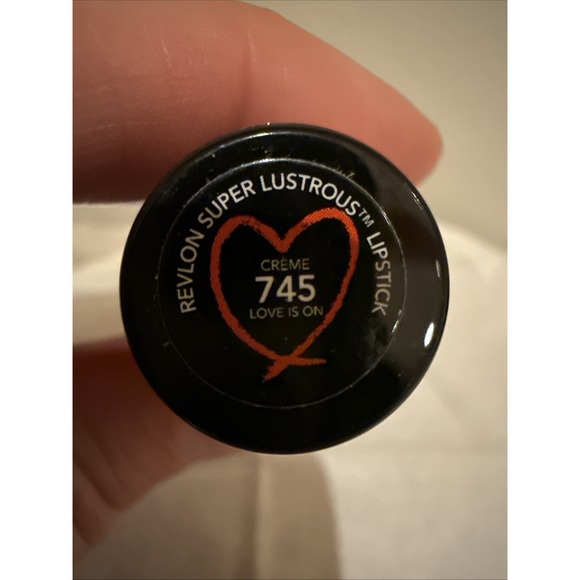 REVLON SUPER LUSTROUS™ LIPSTICK
CRÈME
745
LOVE IS ON